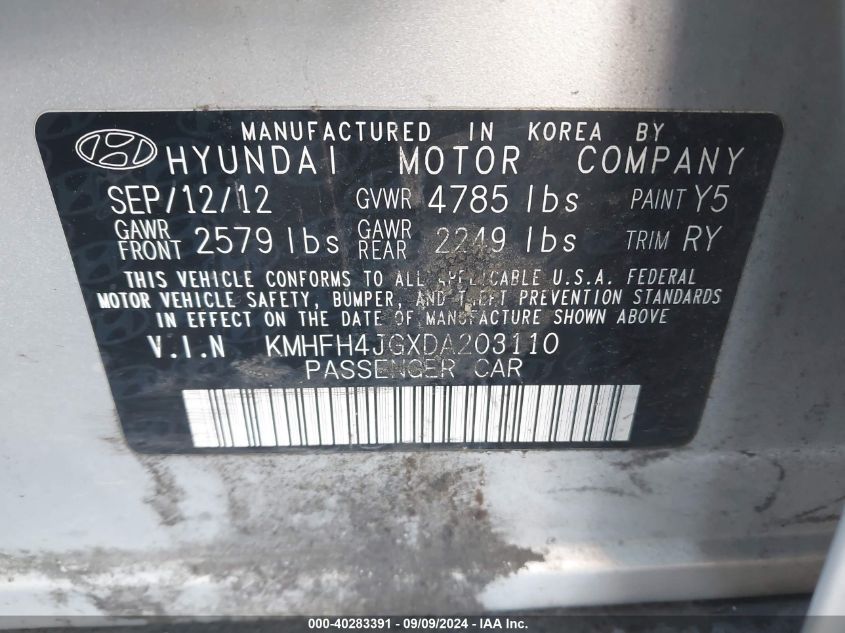 MANUFACTURED IN KOREA BY
HYUNDAI MOTOR COMPANY
SEP/12/12 GVWR 4785 lbs PAINT Y5
GAWR FRONT 2579 lbs GAWR REAR 2249 lbs TRIM RY
THIS VEHICLE CONFORMS TO ALL APPLICABLE U.S.A. FEDERAL
MOTOR VEHICLE SAFETY, BUMPER, AND THEFT PREVENTION STANDARDS
IN EFFECT ON THE DATE OF MANUFACTURE SHOWN ABOVE
V.I.N KMHFH4JGXDA203110
PASSENGER CAR
000-40283391 - 09/09/2024 - IAAI.com